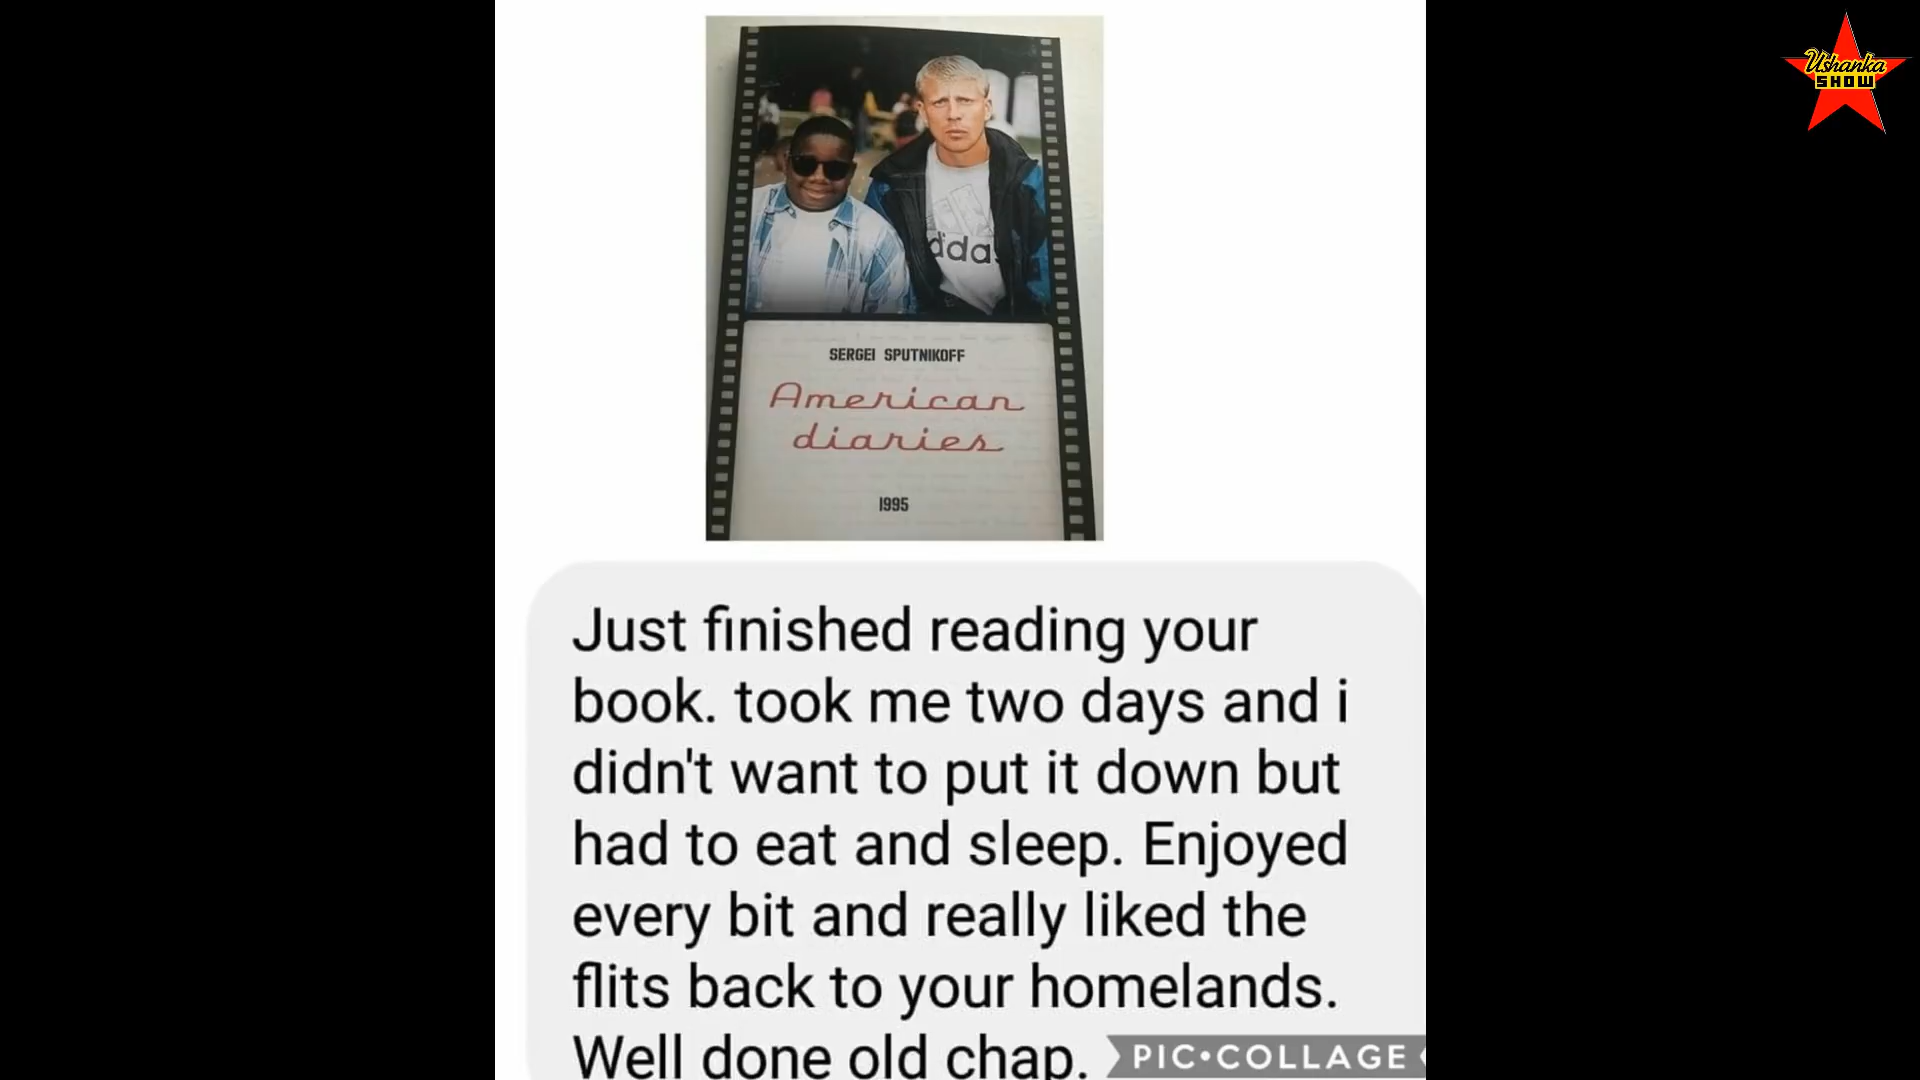 Ushanka
SHOW
adidas
SERGEI SPUTNIKOFF
American
diaries
1995
Just finished reading your
book. took me two days and i
didn't want to put it down but
had to eat and sleep. Enjoyed
every bit and really liked the
flits back to your homelands.
Well done old chap.
PIC•COLLAGE